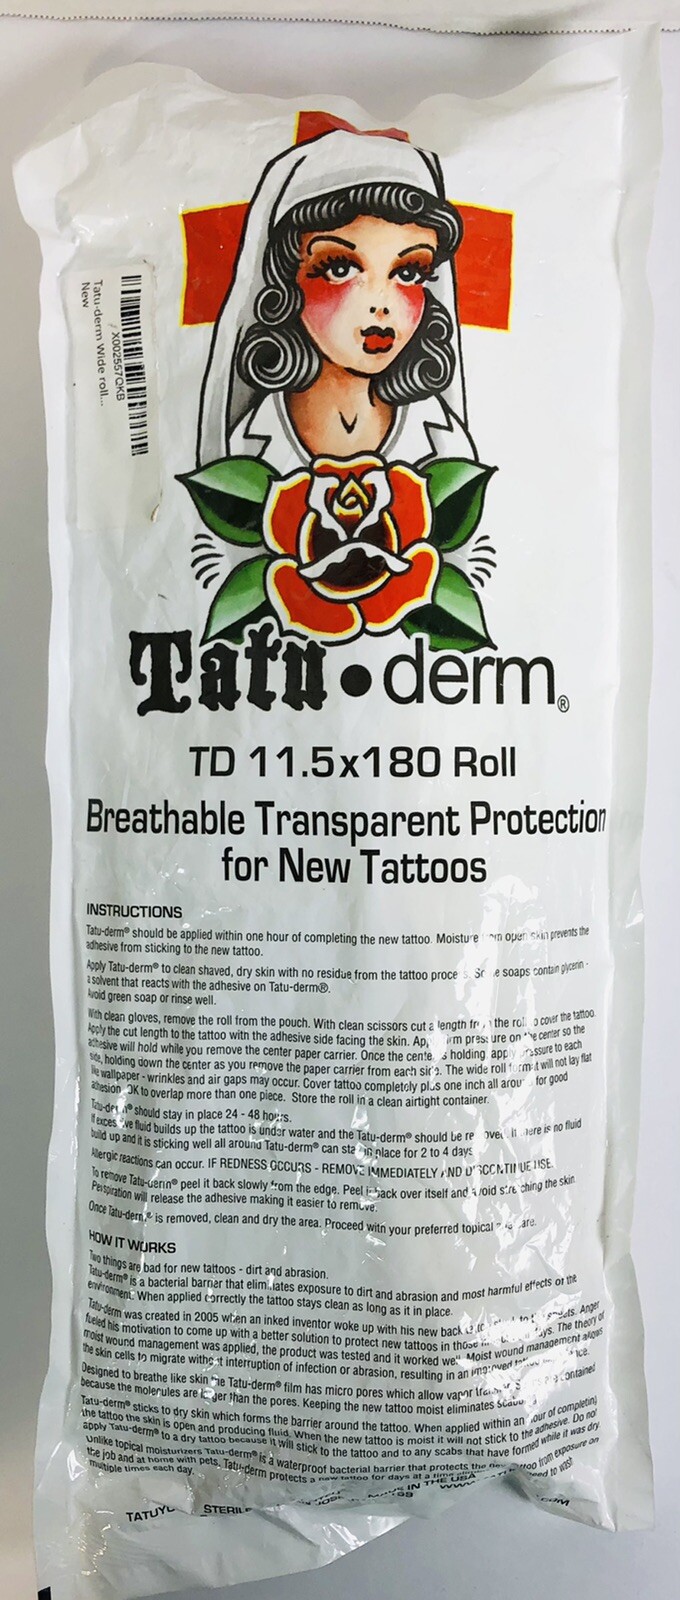 Tatu-derm Wide roll...
New
X002557QKB
Tatu•derm®
TD 11.5x180 Roll
Breathable Transparent Protection
for New Tattoos
INSTRUCTIONS
Tatu-derm® should be applied within one hour of completing the new tattoo. Moisture open skin prevents the
adhesive from sticking to the new tattoo.
Apply Tatu-derm® to clean shaved, dry skin with no residue from the tattoo soaps contain glycerin -
a solvent that reacts with the adhesive on Tatu-derm®.
Avoid green soap or rinse well.
With clean gloves, remove the roll from the pouch. With clean scissors cut a length the roll to cover the tattoo.
Apply the cut length to the tattoo with the adhesive side facing the skin. pressure on the center so the
adhesive will hold while you remove the center paper carrier. Once the holding, apply pressure to each
side, holding down the center as you remove the paper carrier from each side. The wide roll format will not lay flat
like wallpaper - wrinkles and air gaps may occur. Cover tattoo completely plus one inch all for good
adhesion. OK to overlap more than one piece. Store the roll in a clean airtight container.
Tatu-derm® should stay in place 24 - 48 hours.
If fluid builds up the tattoo is under water and the Tatu-derm® should be If there is no fluid
build up and it is sticking well all around Tatu-derm® can stay in place for 2 to 4 days
Allergic reactions can occur. IF REDNESS OCCURS - REMOVE IMMEDIATELY AND DISCONTINUE USE.
To remove Tatu-derm® peel it back slowly from the edge. Peel it back over itself and avoid stretching the skin.
Perspiration will release the adhesive making it easier to remove.
Once Tatu-derm® is removed, clean and dry the area. Proceed with your preferred topical
HOW IT WORKS
Two things are bad for new tattoos - dirt and abrasion.
Tatu-derm® is a bacterial barrier that eliminates exposure to dirt and abrasion and most harmful effects of the
environment. When applied correctly the tattoo stays clean as long as it in place.
Tatu-derm was created in 2005 when an inked inventor woke up with his new back to the sheets. Anger
fueled his motivation to come up with a better solution to protect new tattoos in those days. The theory of
moist wound management was applied, the product was tested and it worked well. Moist wound management allows
the skin cells to migrate without interruption of infection or abrasion, resulting in an improved
Designed to breathe like skin the Tatu-derm® film has micro pores which allow vapor contained
because the molecules are larger than the pores. Keeping the new tattoo moist eliminates
Tatu-derm® sticks to dry skin which forms the barrier around the tattoo. When applied within an hour of completing
the tattoo the skin is open and producing fluid. When the new tattoo is moist it will not stick to the adhesive. Do not
apply Tatu-derm® to a dry tattoo because it will stick to the tattoo and to any scabs that have formed while it was dry.
Unlike topical moisturizers Tatu-derm® is a waterproof bacterial barrier that protects the new tattoo from exposure on
the job and at home with pets. Tatu-derm protects a new tattoo for days at a time need to wash
multiple times each day.
MADE IN THE USA